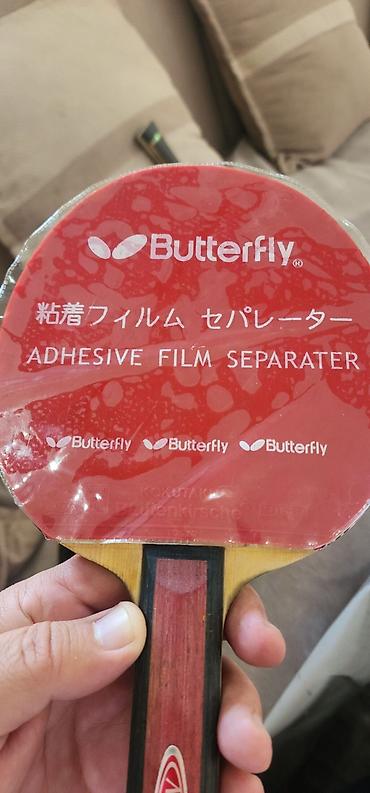 Butterfly®
粘着フィルム セパレーター
ADHESIVE FILM SEPARATER
Butterfly Butterfly Butterfly
KOKUTAKU